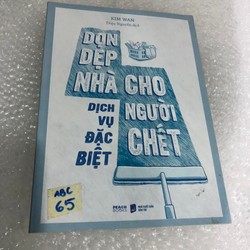 KIM WAN
DỌN
DẸP
NHÀ CHO
DỊCH
VỤ
ĐẶC
BIỆT
NGƯỜI
CHẾT
ABC
65